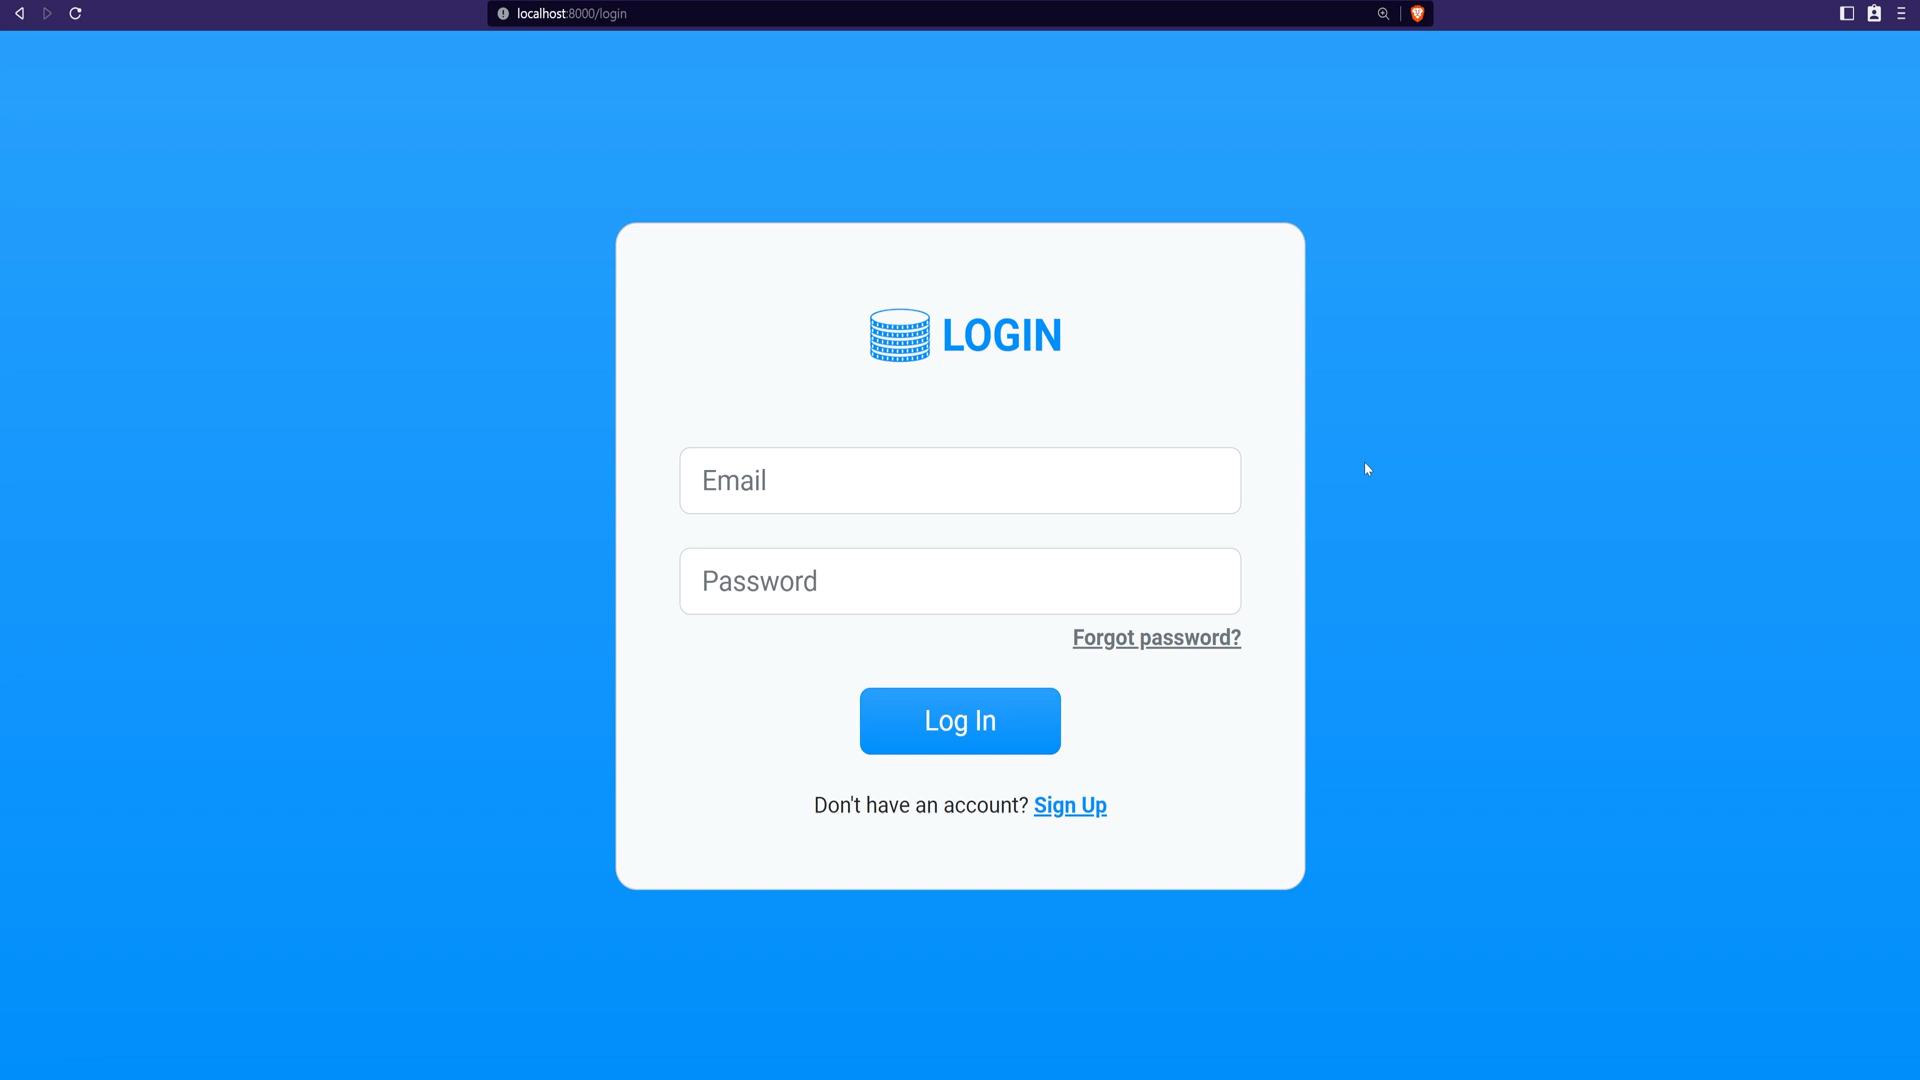 localhost:8000/login
LOGIN
Email
Password
Forgot password?
Log In
Don't have an account? Sign Up